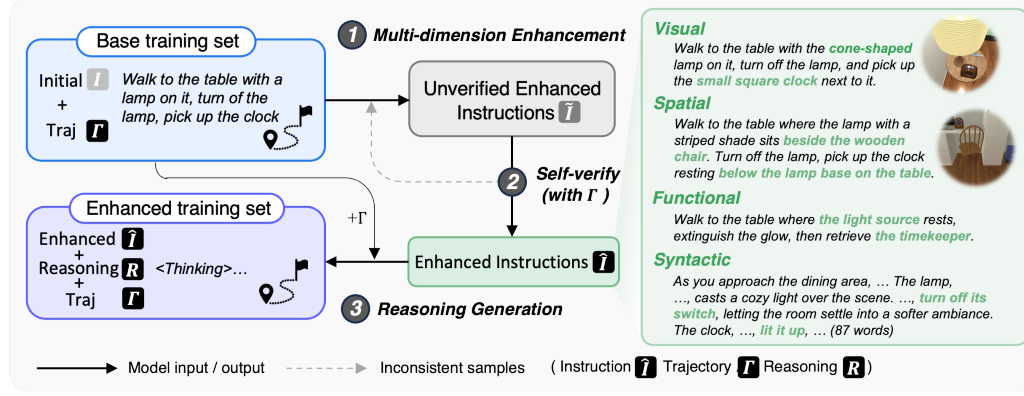 Base training set
Initial I
+
Traj Γ
Walk to the table with a
lamp on it, turn of the
lamp, pick up the clock
1 Multi-dimension Enhancement
Unverified Enhanced
Instructions Ĩ
2 Self-verify
(with Γ )
+Γ
Enhanced training set
Enhanced Î
+
Reasoning R <Thinking>...
+
Traj Γ
Enhanced Instructions Î
3 Reasoning Generation
Visual
Walk to the table with the cone-shaped
lamp on it, turn off the lamp, and pick up
the small square clock next to it.
Spatial
Walk to the table where the lamp with a
striped shade sits beside the wooden
chair. Turn off the lamp, pick up the clock
resting below the lamp base on the table.
Functional
Walk to the table where the light source rests,
extinguish the glow, then retrieve the timekeeper.
Syntactic
As you approach the dining area, … The lamp,
…, casts a cozy light over the scene. …, turn off its
switch, letting the room settle into a softer ambiance.
The clock, …, lit it up, … (87 words)
Model input / output
Inconsistent samples
( Instruction Î Trajectory Γ Reasoning R )